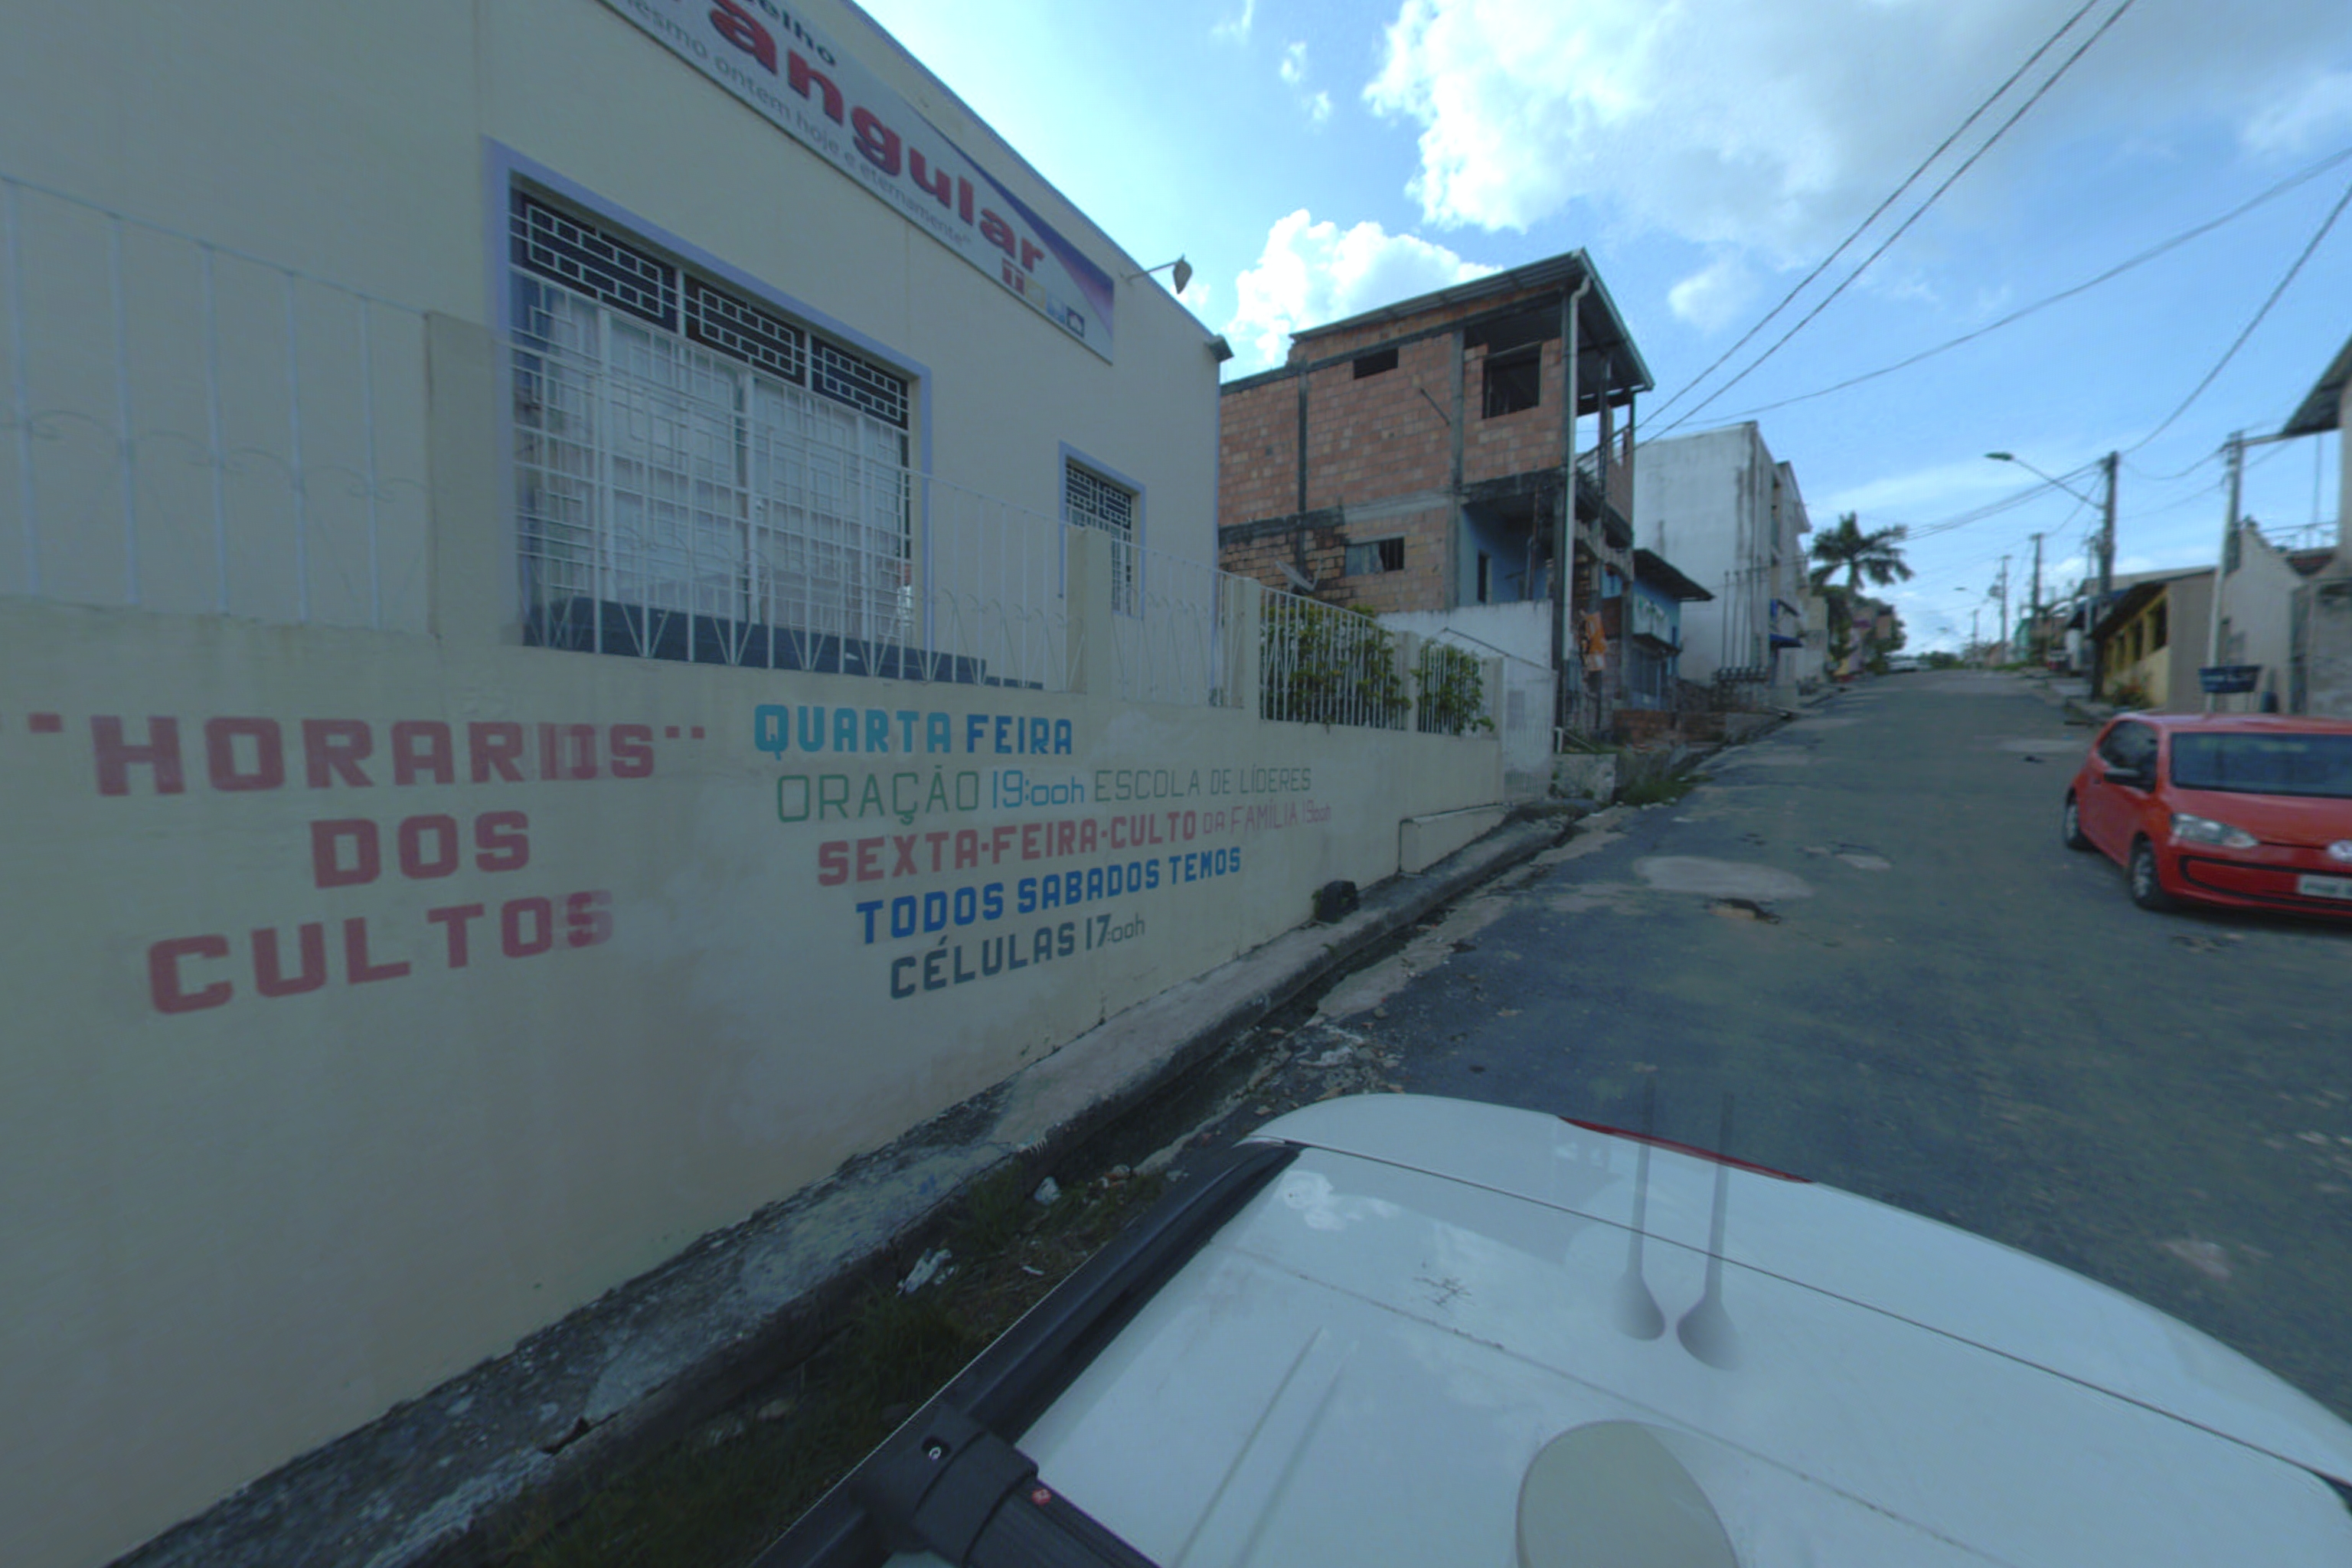 angular
ontem hoje e eternamente"
"HORARIOS"
DOS
CULTOS
QUARTA FEIRA
ORAÇÃO 19:00h ESCOLA DE LÍDERES
SEXTA-FEIRA-CULTO DA FAMÍLIA 19:00h
TODOS SABADOS TEMOS
CÉLULAS 17:00h